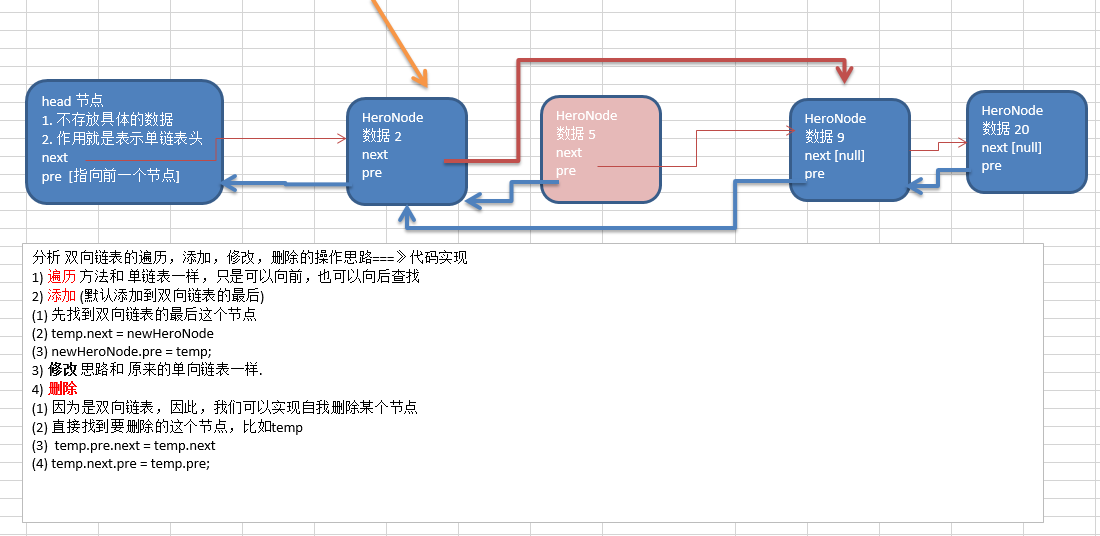 head 节点
1. 不存放具体的数据
2. 作用就是表示单链表头
next
pre [指向前一个节点]
HeroNode
数据 2
next
pre
HeroNode
数据 5
next
pre
HeroNode
数据 9
next [null]
pre
HeroNode
数据 20
next [null]
pre
分析 双向链表的遍历，添加，修改，删除的操作思路===》代码实现
1) 遍历 方法和 单链表一样，只是可以向前，也可以向后查找
2) 添加 (默认添加到双向链表的最后)
(1) 先找到双向链表的最后这个节点
(2) temp.next = newHeroNode
(3) newHeroNode.pre = temp;
3) 修改 思路和 原来的单向链表一样.
4) 删除
(1) 因为是双向链表，因此，我们可以实现自我删除某个节点
(2) 直接找到要删除的这个节点，比如temp
(3) temp.pre.next = temp.next
(4) temp.next.pre = temp.pre;